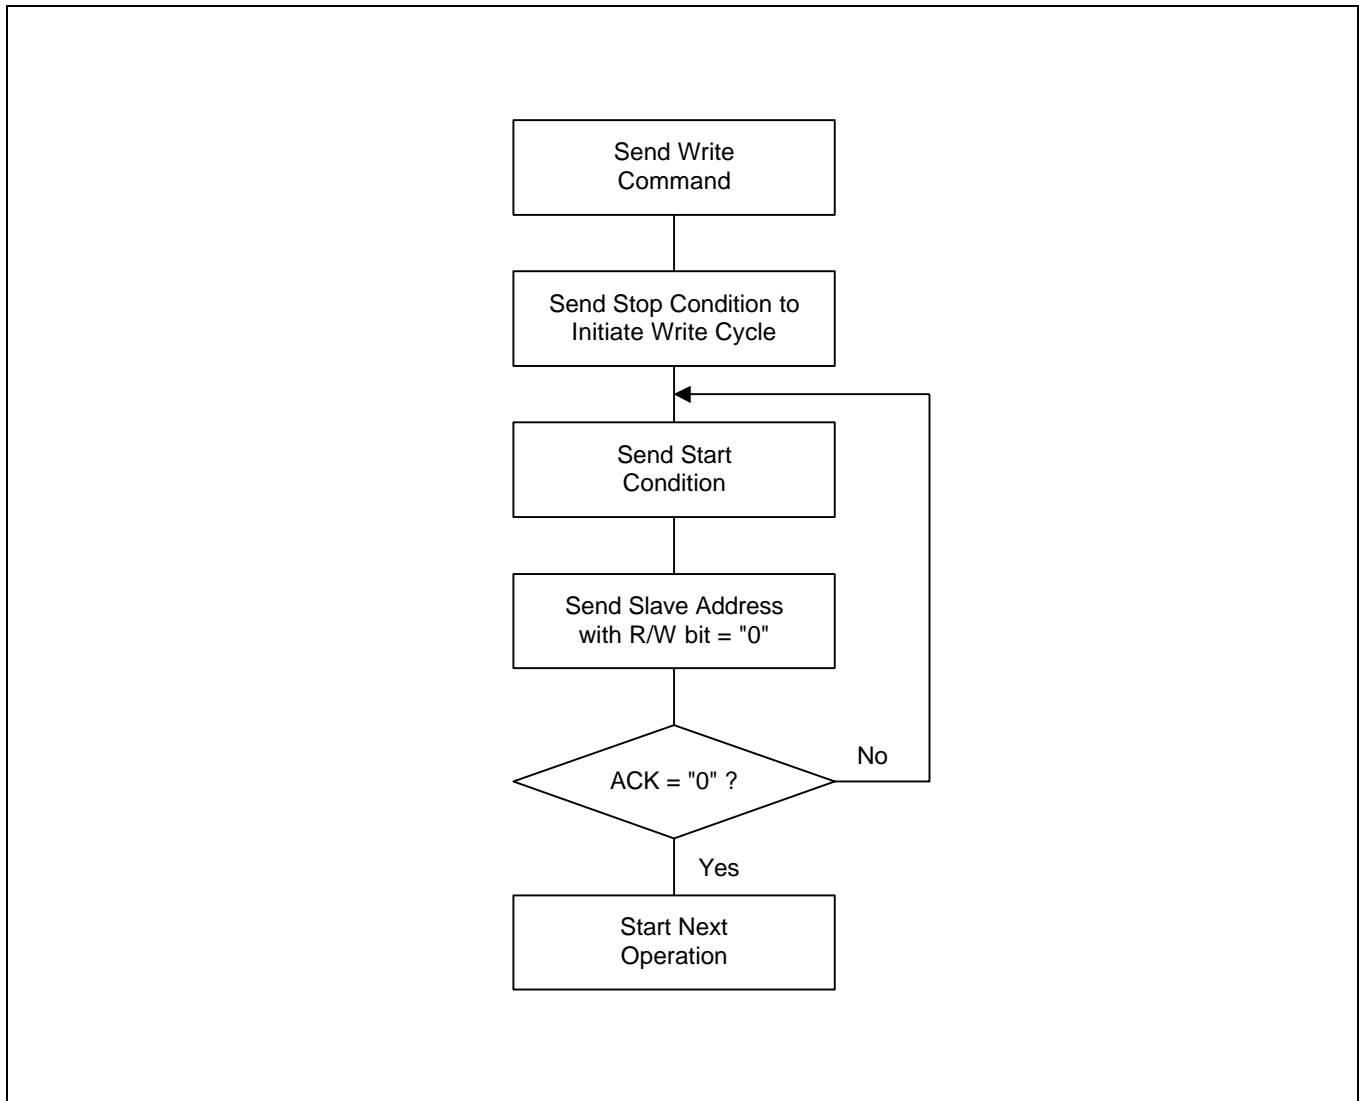 Send Write
Command
Send Stop Condition to
Initiate Write Cycle
Send Start
Condition
Send Slave Address
with R/W bit = "0"
ACK = "0" ?
No
Yes
Start Next
Operation